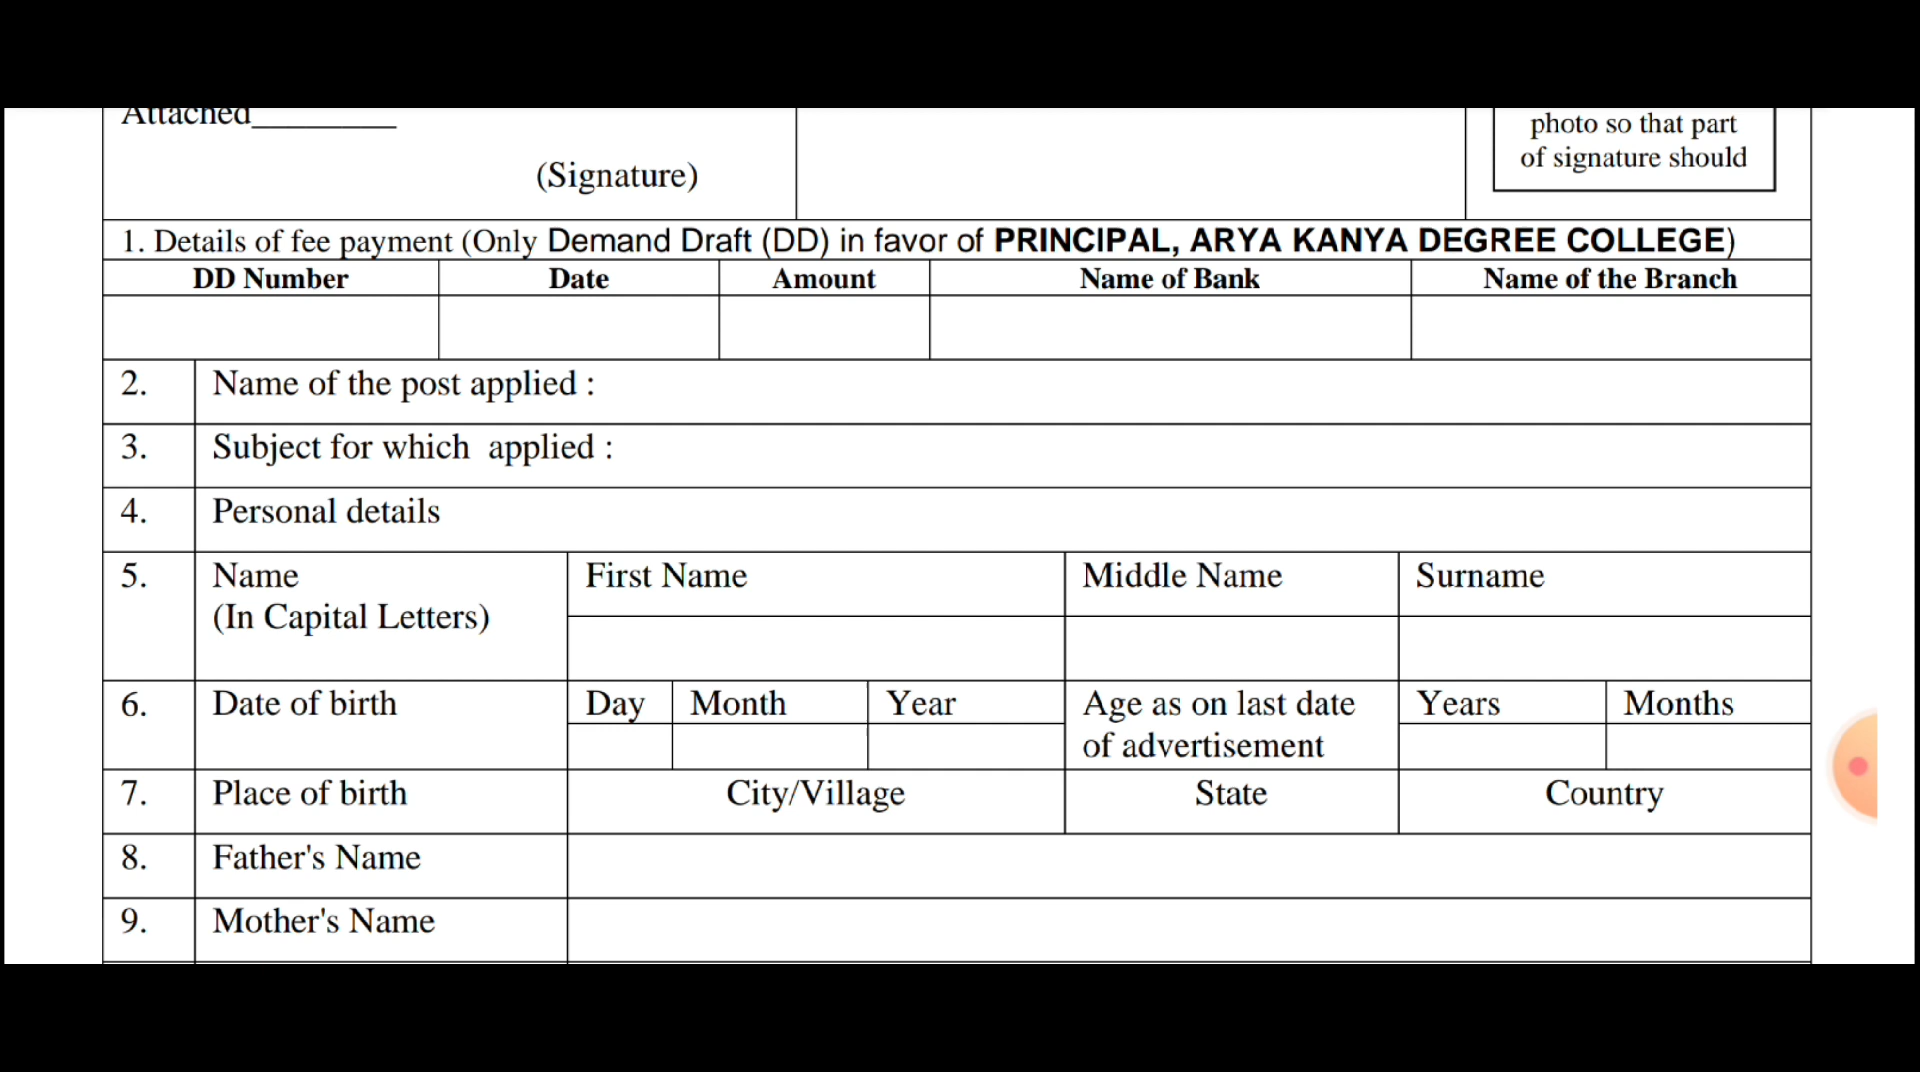 Attached________
(Signature)
photo so that part
of signature should
1. Details of fee payment (Only Demand Draft (DD) in favor of PRINCIPAL, ARYA KANYA DEGREE COLLEGE)
DD Number Date Amount Name of Bank Name of the Branch
2. Name of the post applied :
3. Subject for which applied :
4. Personal details
5. Name First Name Middle Name Surname
(In Capital Letters)
6. Date of birth Day Month Year Age as on last date Years Months
of advertisement
7. Place of birth City/Village State Country
8. Father's Name
9. Mother's Name